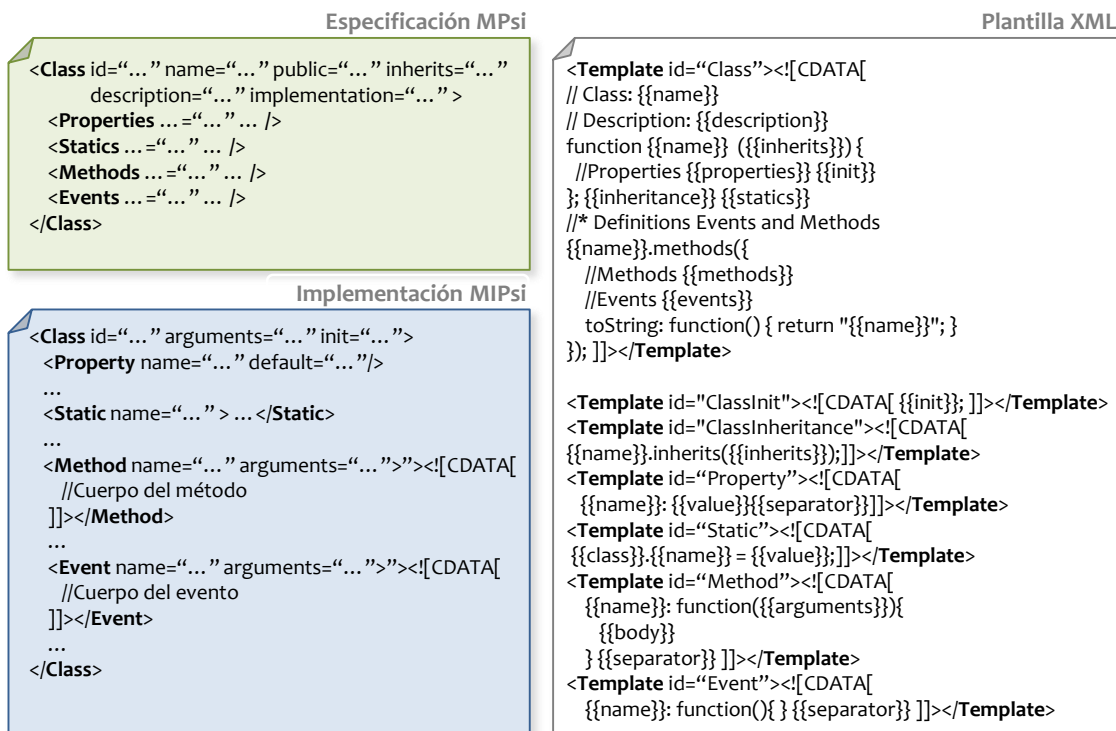 Especificación MPsi
<Class id=“…” name=“…” public=“…” inherits=“…”
description=“…” implementation=“…” >
<Properties … =“…” … />
<Statics … =“…” … />
<Methods … =“…” … />
<Events … =“…” … />
</Class>
Implementación MIPsi
<Class id=“…” arguments=“…” init=“…”>
<Property name=“…” default=“…”/>
…
<Static name=“…” > … </Static>
…
<Method name=“…” arguments=“…”>”><![CDATA[
//Cuerpo del método
]]></Method>
…
<Event name=“…” arguments=“…”>”><![CDATA[
//Cuerpo del evento
]]></Event>
…
</Class>
Plantilla XML
<Template id=“Class”><![CDATA[
// Class: {{name}}
// Description: {{description}}
function {{name}} ({{inherits}}) {
//Properties {{properties}} {{init}}
}; {{inheritance}} {{statics}}
//* Definitions Events and Methods
{{name}}.methods({
//Methods {{methods}}
//Events {{events}}
toString: function() { return "{{name}}"; }
}); ]]></Template>
<Template id="ClassInit"><![CDATA[ {{init}}; ]]></Template>
<Template id="ClassInheritance"><![CDATA[
{{name}}.inherits({{inherits}});]]></Template>
<Template id=“Property”><![CDATA[
{{name}}: {{value}}{{separator}}]]></Template>
<Template id=“Static”><![CDATA[
{{class}}.{{name}} = {{value}};]]></Template>
<Template id=“Method”><![CDATA[
{{name}}: function({{arguments}}){
{{body}}
} {{separator}} ]]></Template>
<Template id=“Event”><![CDATA[
{{name}}: function(){ } {{separator}} ]]></Template>